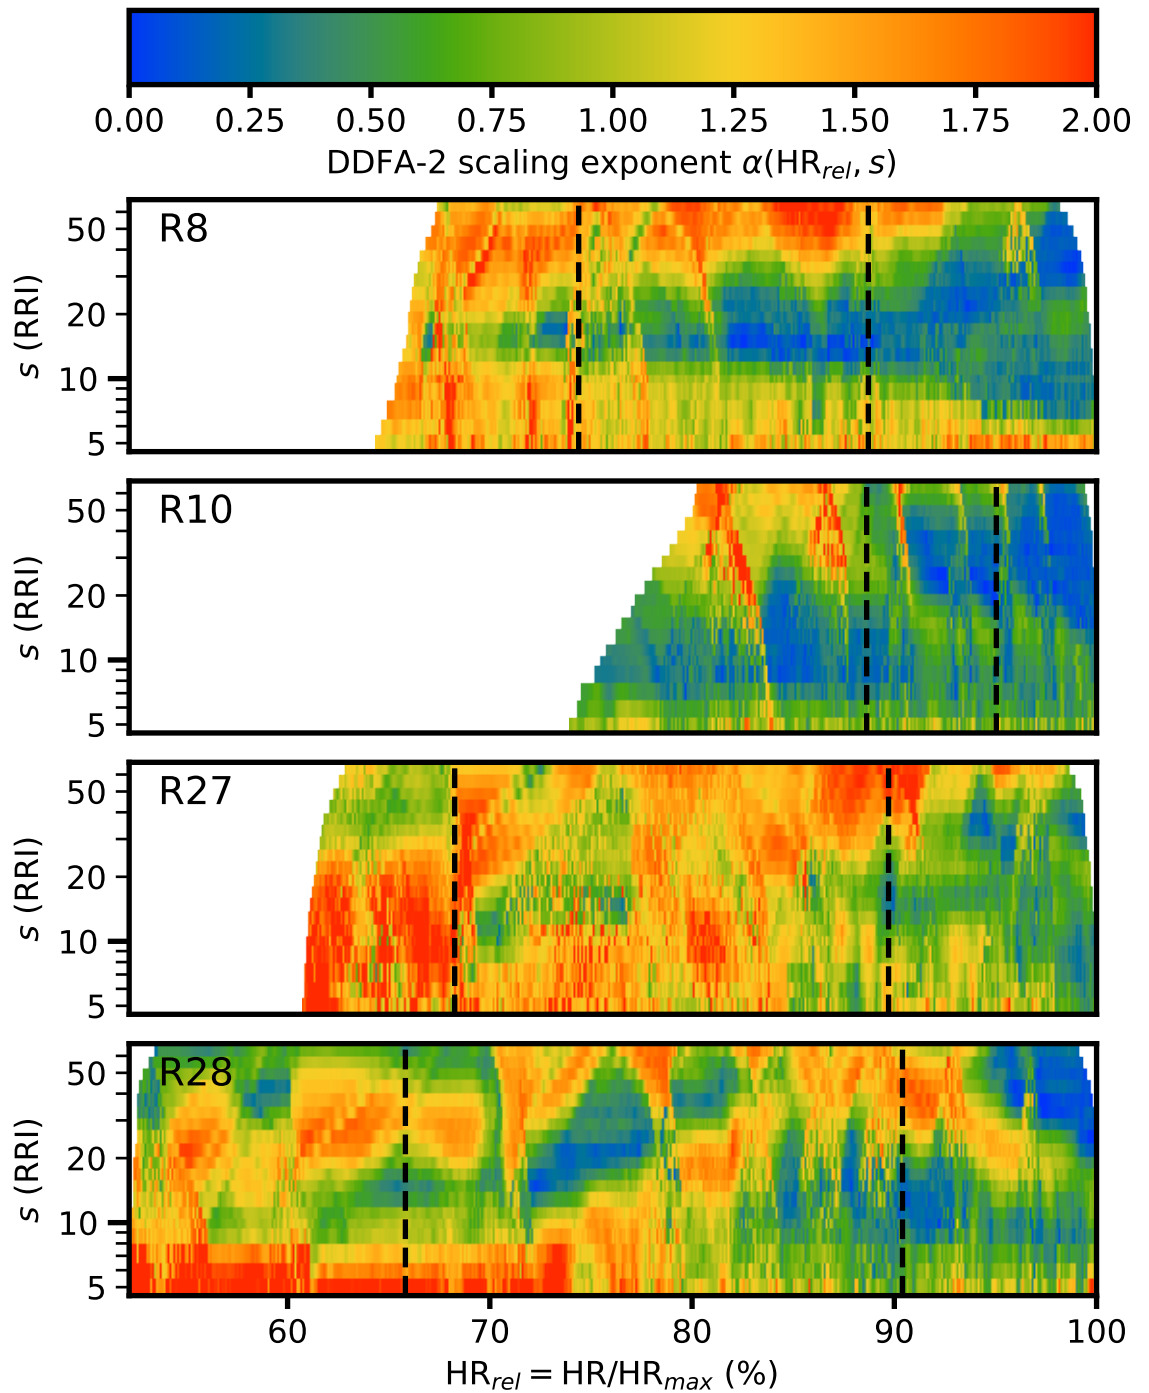 0.00 0.25 0.50 0.75 1.00 1.25 1.50 1.75 2.00
DDFA-2 scaling exponent α(HR_rel, s)
R8
50
20
10
5
s (RRI)
R10
50
20
10
5
s (RRI)
R27
50
20
10
5
s (RRI)
R28
50
20
10
5
s (RRI)
60 70 80 90 100
HR_rel = HR/HR_max (%)